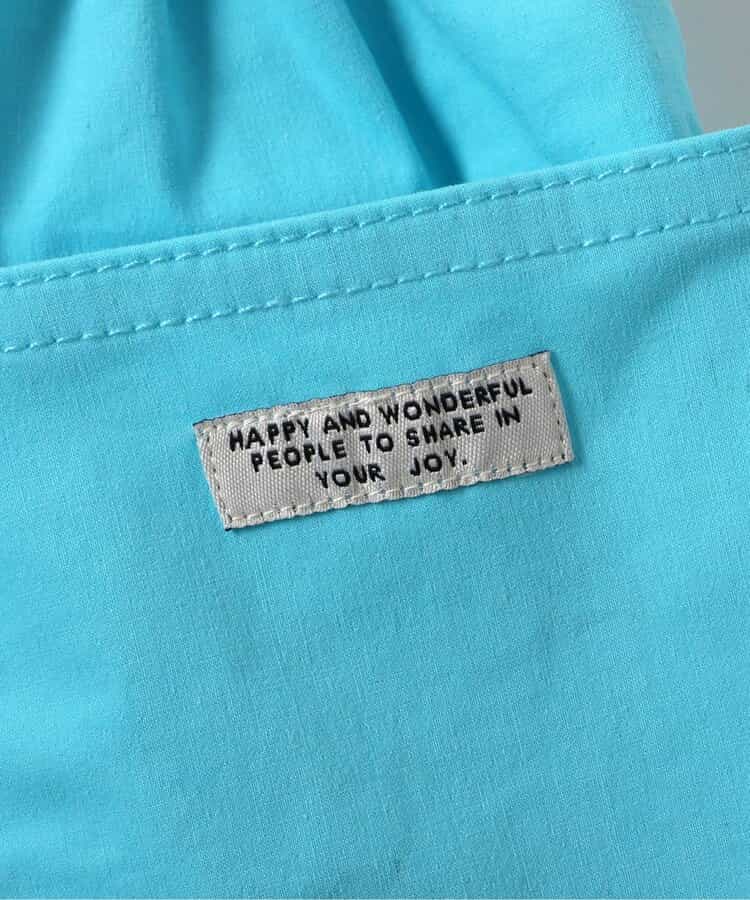 HAPPY AND WONDERFUL
PEOPLE TO SHARE IN
YOUR JOY.